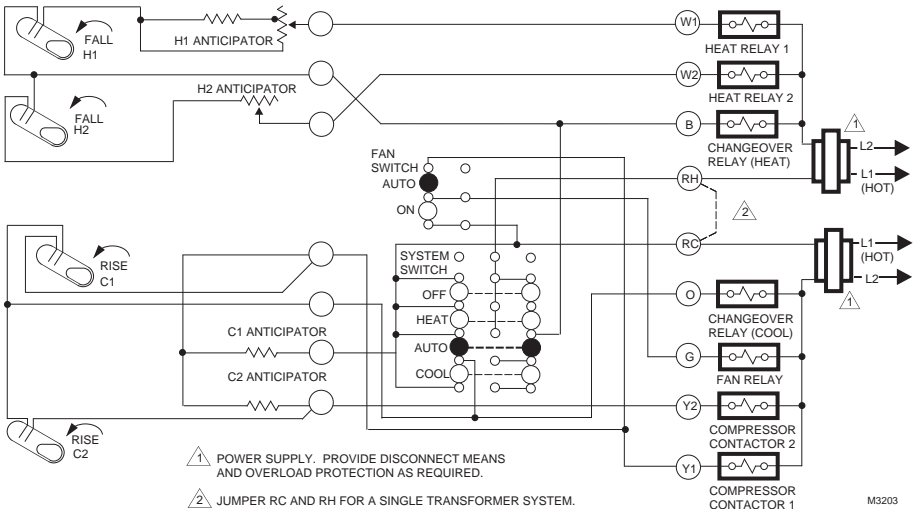 FALL
H1
H1 ANTICIPATOR
W1
HEAT RELAY 1
FALL
H2
H2 ANTICIPATOR
W2
HEAT RELAY 2
B
CHANGEOVER
RELAY (HEAT)
1
L2
L1
(HOT)
FAN
SWITCH
AUTO
ON
RH
2
RC
RISE
C1
SYSTEM
SWITCH
OFF
HEAT
AUTO
COOL
L1
(HOT)
L2
1
O
CHANGEOVER
RELAY (COOL)
C1 ANTICIPATOR
G
FAN RELAY
C2 ANTICIPATOR
Y2
COMPRESSOR
CONTACTOR 2
RISE
C2
Y1
COMPRESSOR
CONTACTOR 1
1 POWER SUPPLY. PROVIDE DISCONNECT MEANS
AND OVERLOAD PROTECTION AS REQUIRED.
2 JUMPER RC AND RH FOR A SINGLE TRANSFORMER SYSTEM.
M3203